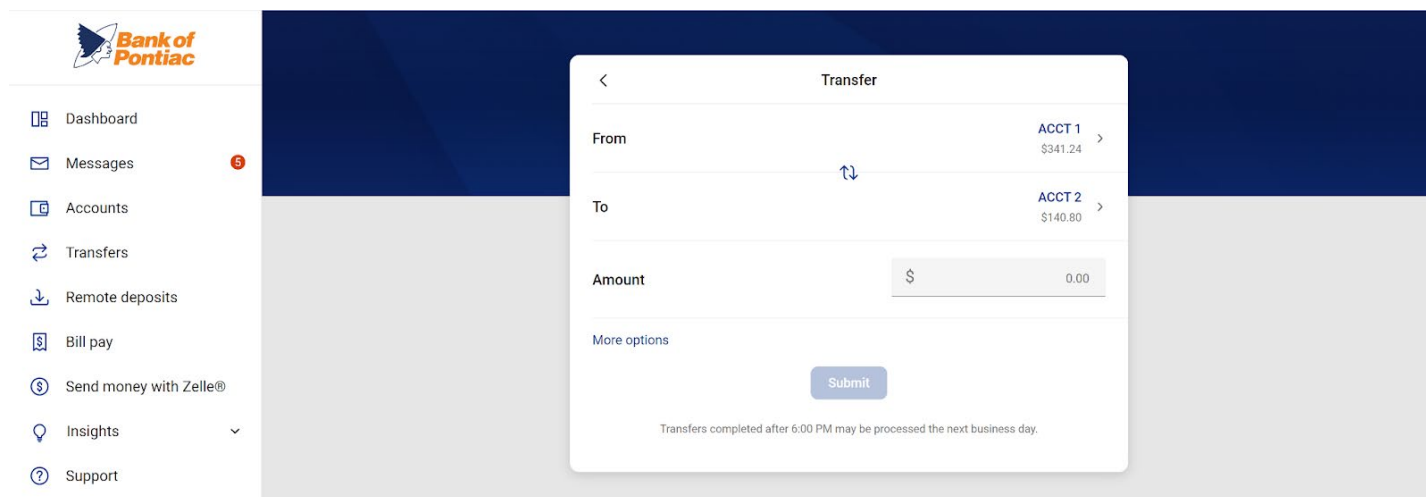 Bank of
Pontiac
Dashboard
Messages
5
Accounts
Transfers
Remote deposits
Bill pay
Send money with Zelle®
Insights
Support
Transfer
From
ACCT 1
$341.24
To
ACCT 2
$140.80
Amount
$ 0.00
More options
Submit
Transfers completed after 6:00 PM may be processed the next business day.